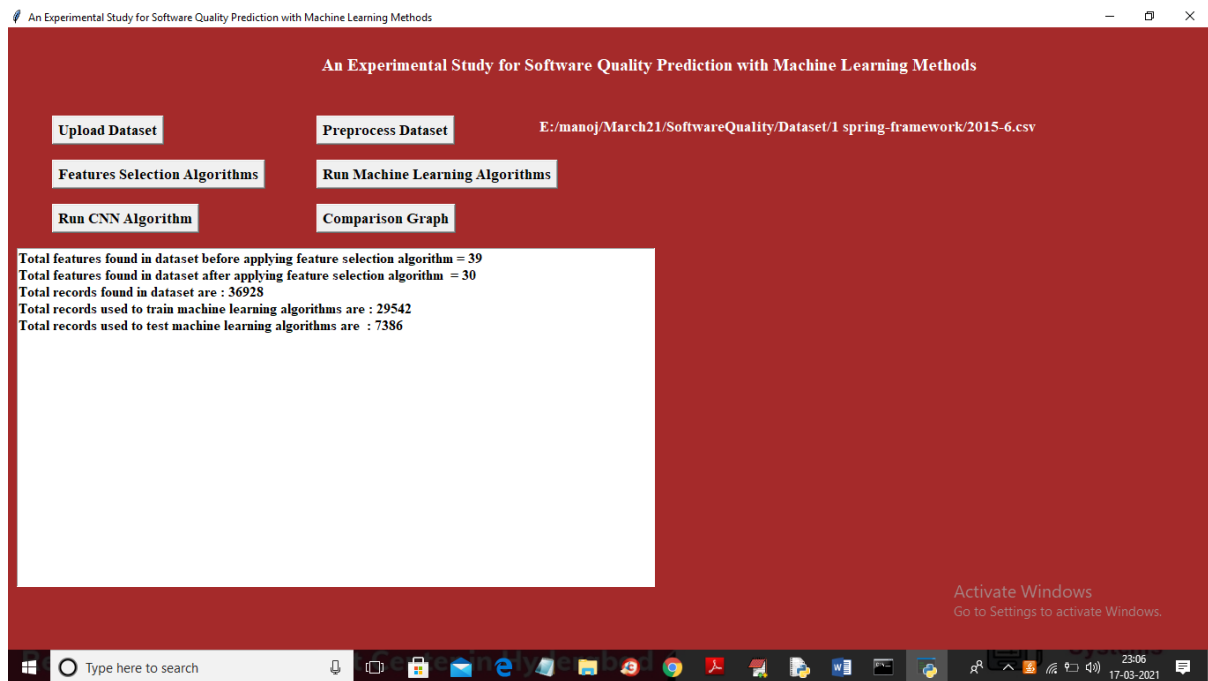 An Experimental Study for Software Quality Prediction with Machine Learning Methods
An Experimental Study for Software Quality Prediction with Machine Learning Methods
Upload Dataset
Preprocess Dataset
E:/manoj/March21/SoftwareQuality/Dataset/1 spring-framework/2015-6.csv
Features Selection Algorithms
Run Machine Learning Algorithms
Run CNN Algorithm
Comparison Graph
Total features found in dataset before applying feature selection algorithm = 39
Total features found in dataset after applying feature selection algorithm  = 30
Total records found in dataset are : 36928
Total records used to train machine learning algorithms are : 29542
Total records used to test machine learning algorithms are  : 7386
Activate Windows
Go to Settings to activate Windows.
Type here to search
23:06
17-03-2021